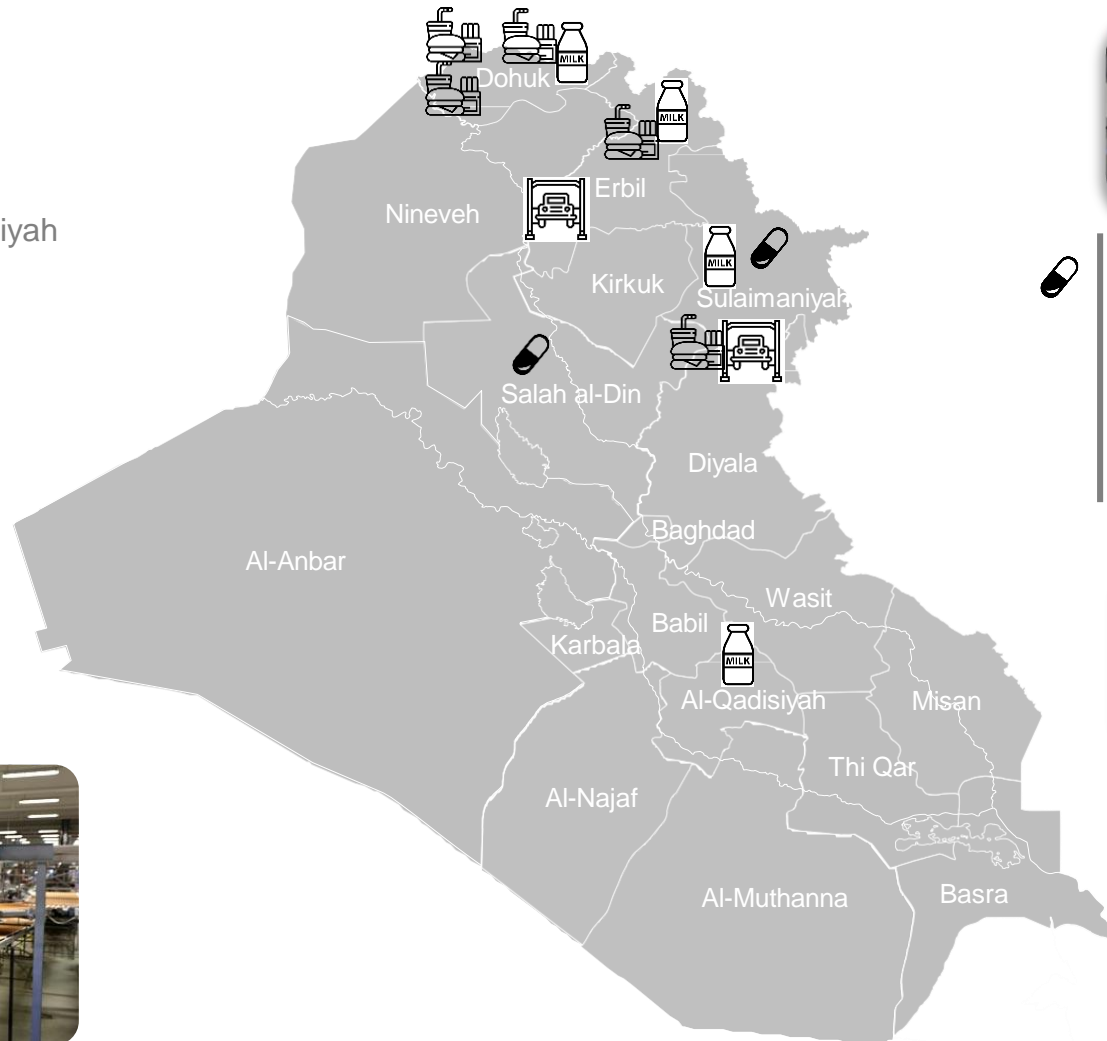 Dohuk
MILK
MILK
Erbil
Nineveh
iyah
MILK
Kirkuk
Sulaimaniyah
Salah al-Din
Diyala
Baghdad
Al-Anbar
Wasit
Babil
Karbala
MILK
Al-Qadisiyah
Misan
Thi Qar
Al-Najaf
Al-Muthanna
Basra